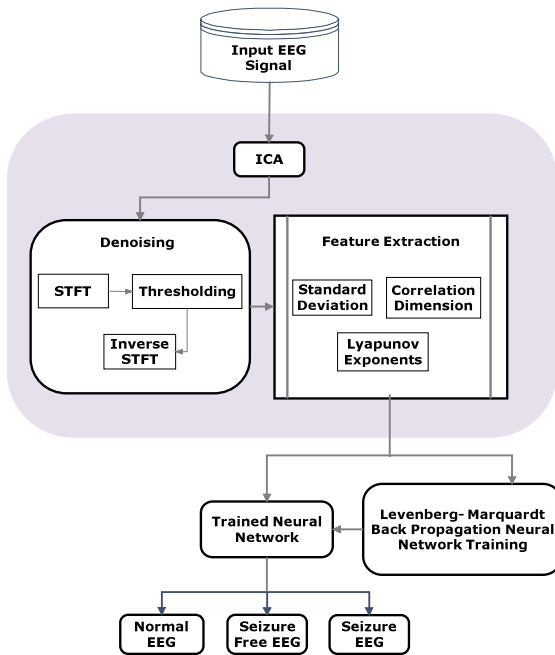 Input EEG
Signal
ICA
Denoising
STFT
Thresholding
Inverse
STFT
Feature Extraction
Standard
Deviation
Correlation
Dimension
Lyapunov
Exponents
Trained Neural
Network
Levenberg- Marquardt
Back Propagation Neural
Network Training
Normal
EEG
Seizure
Free EEG
Seizure
EEG